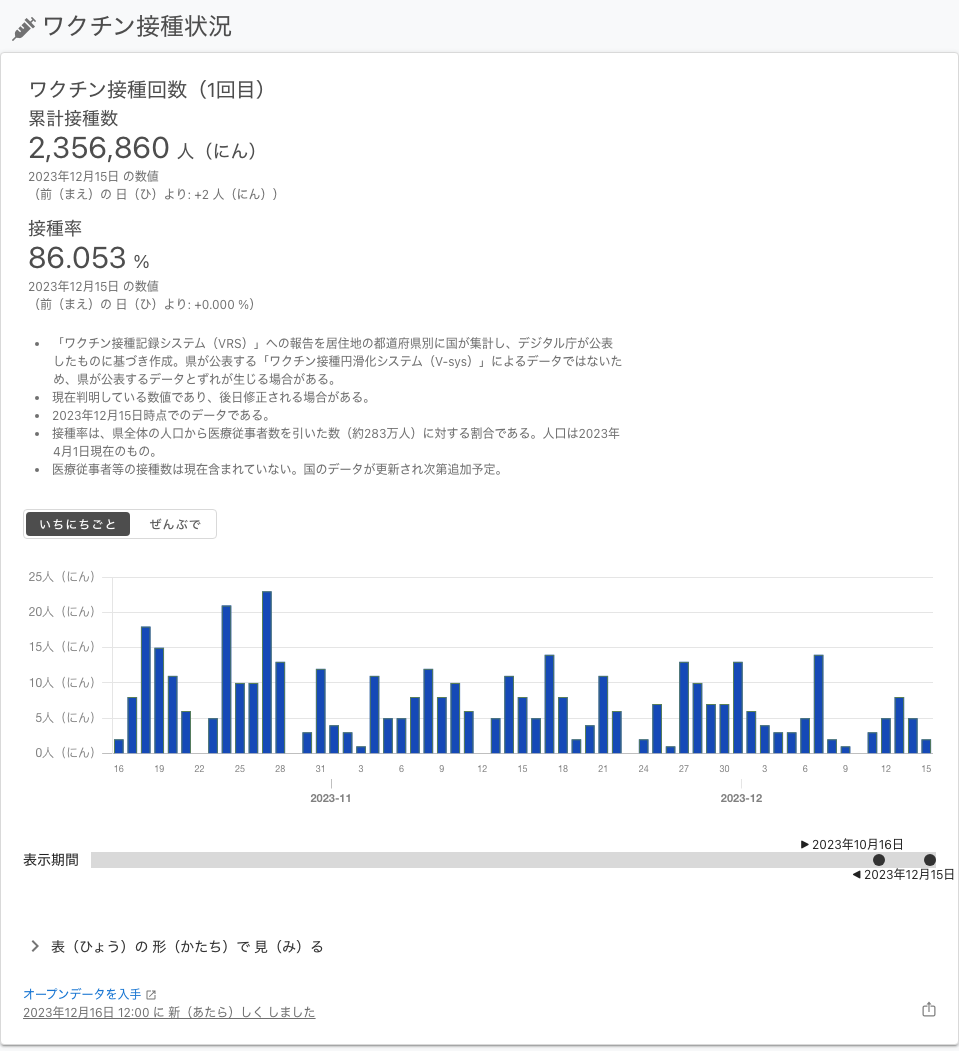 ワクチン接種状況
ワクチン接種回数（1回目）
累計接種数
2,356,860 人（にん）
2023年12月15日 の数値
（前（まえ）の 日（ひ）より: +2 人（にん））
接種率
86.053 %
2023年12月15日 の数値
（前（まえ）の 日（ひ）より: +0.000 %）
• 「ワクチン接種記録システム（VRS）」への報告を居住地の都道府県別に国が集計し、デジタル庁が公表
したものに基づき作成。県が公表する「ワクチン接種円滑化システム（V-sys）」によるデータではないた
め、県が公表するデータとずれが生じる場合がある。
• 現在判明している数値であり、後日修正される場合がある。
• 2023年12月15日時点でのデータである。
• 接種率は、県全体の人口から医療従事者数を引いた数（約283万人）に対する割合である。人口は2023年
4月1日現在のもの。
• 医療従事者等の接種数は現在含まれていない。国のデータが更新され次第追加予定。
いちにちごと ぜんぶで
25人（にん）
20人（にん）
15人（にん）
10人（にん）
5人（にん）
0人（にん）
16 19 22 25 28 31 3 6 9 12 15 18 21 24 27 30 3 6 9 12 15
2023-11 2023-12
2023年10月16日
表示期間
2023年12月15日
表（ひょう）の 形（かたち）で 見（み）る
オープンデータを入手
2023年12月16日 12:00 に 新（あたら）しく しました